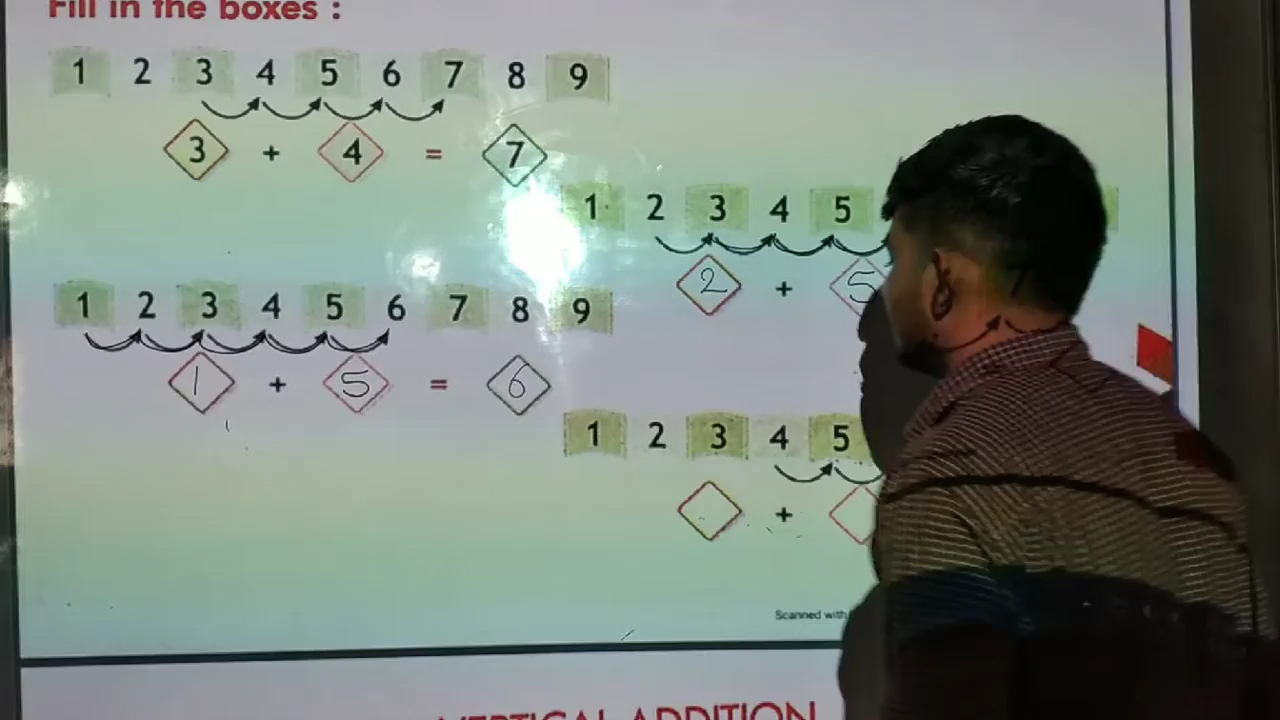 Fill in the boxes :
1 2 3 4 5 6 7 8 9
3 + 4 = 7
1 2 3 4 5
2 + 5
1 2 3 4 5 6 7 8 9
1 + 5 = 6
1 2 3 4 5
+
Scanned with
VERTICAL ADDITION